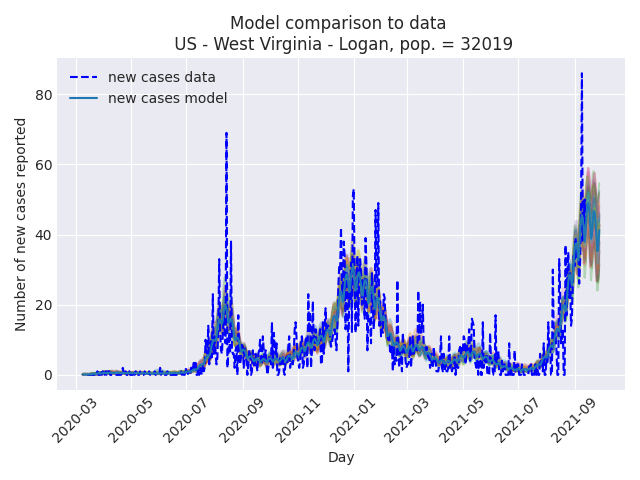 Model comparison to data
US - West Virginia - Logan, pop. = 32019
new cases data
new cases model
Number of new cases reported
80
60
40
20
0
2020-03
2020-05
2020-07
2020-09
2020-11
2021-01
2021-03
2021-05
2021-07
2021-09
Day